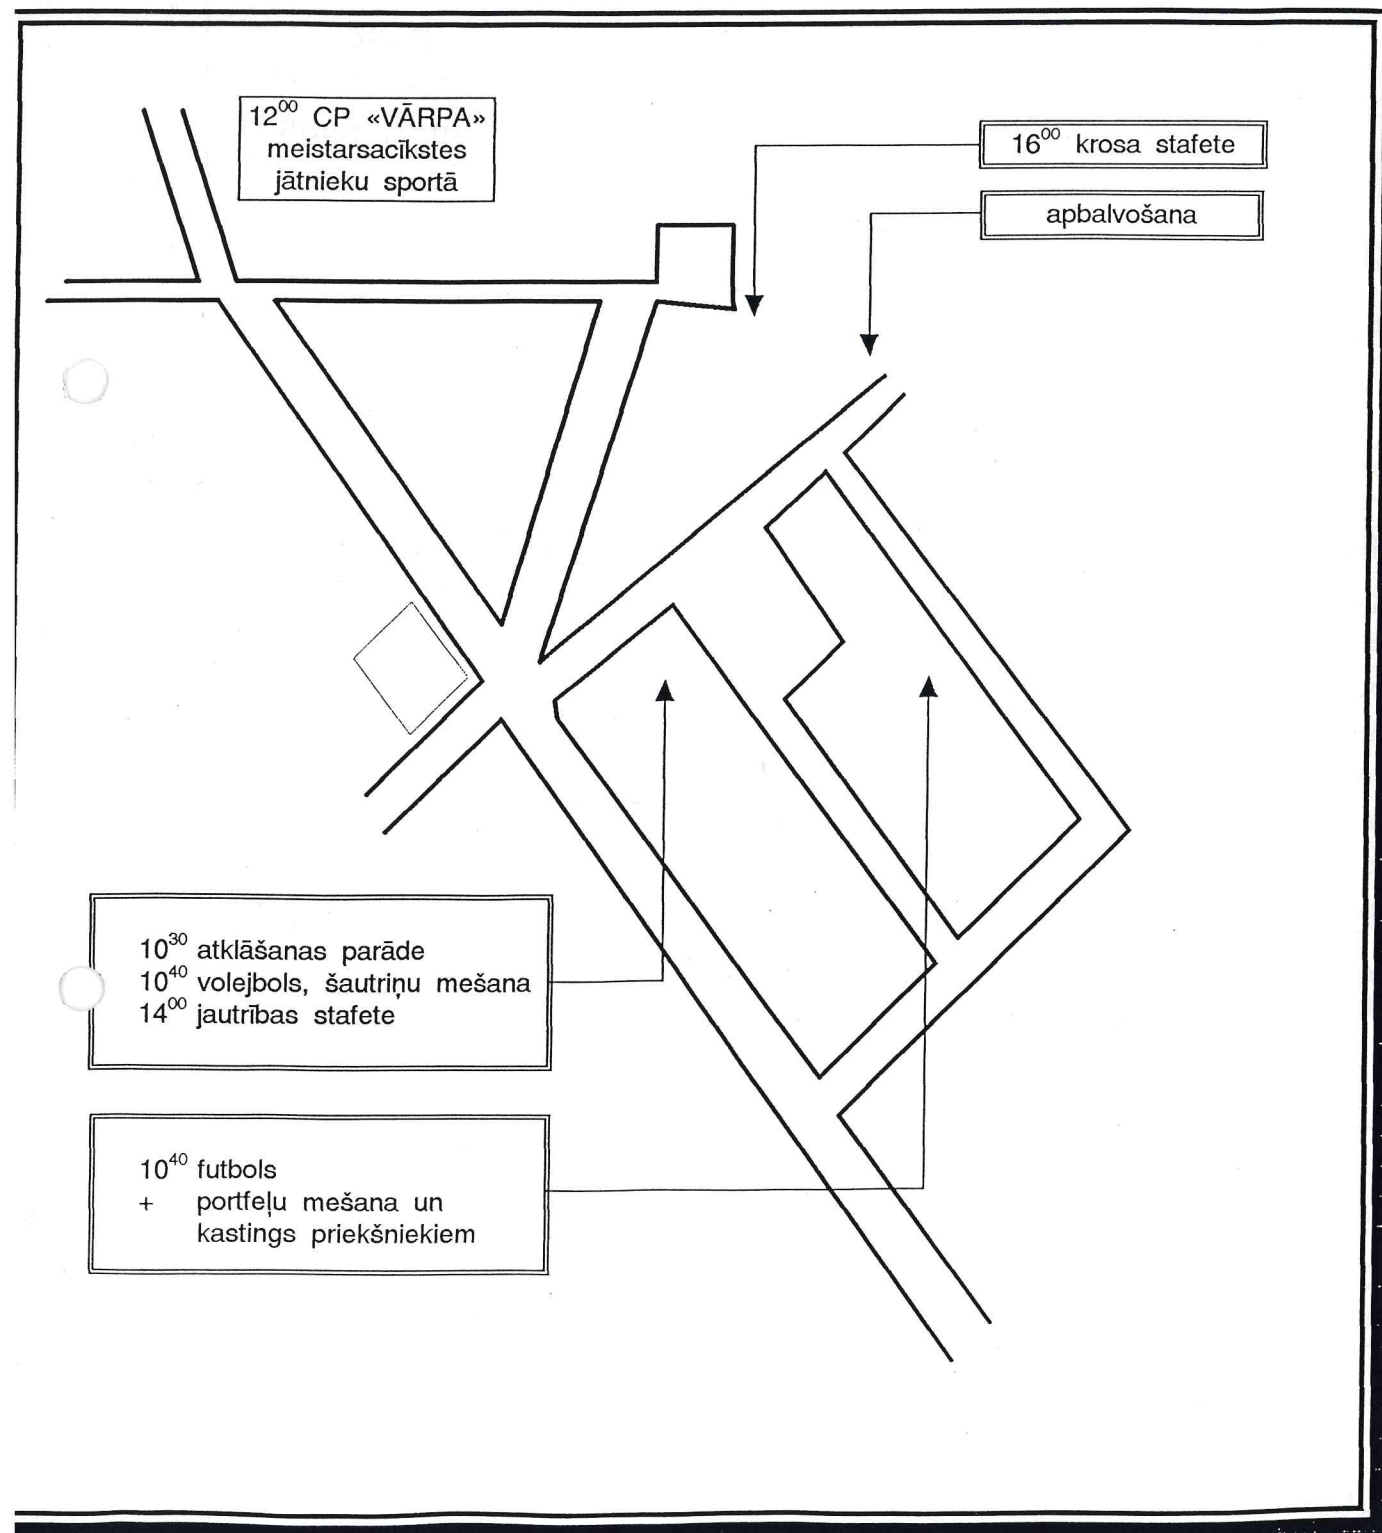 12⁰⁰ CP «VĀRPA»
meistarsacīkstes
jātnieku sportā
16⁰⁰ krosa stafete
apbalvošana
10³⁰ atklāšanas parāde
10⁴⁰ volejbols, šautriņu mešana
14⁰⁰ jautrības stafete
10⁴⁰ futbols
+ portfeļu mešana un
kastings priekšniekiem